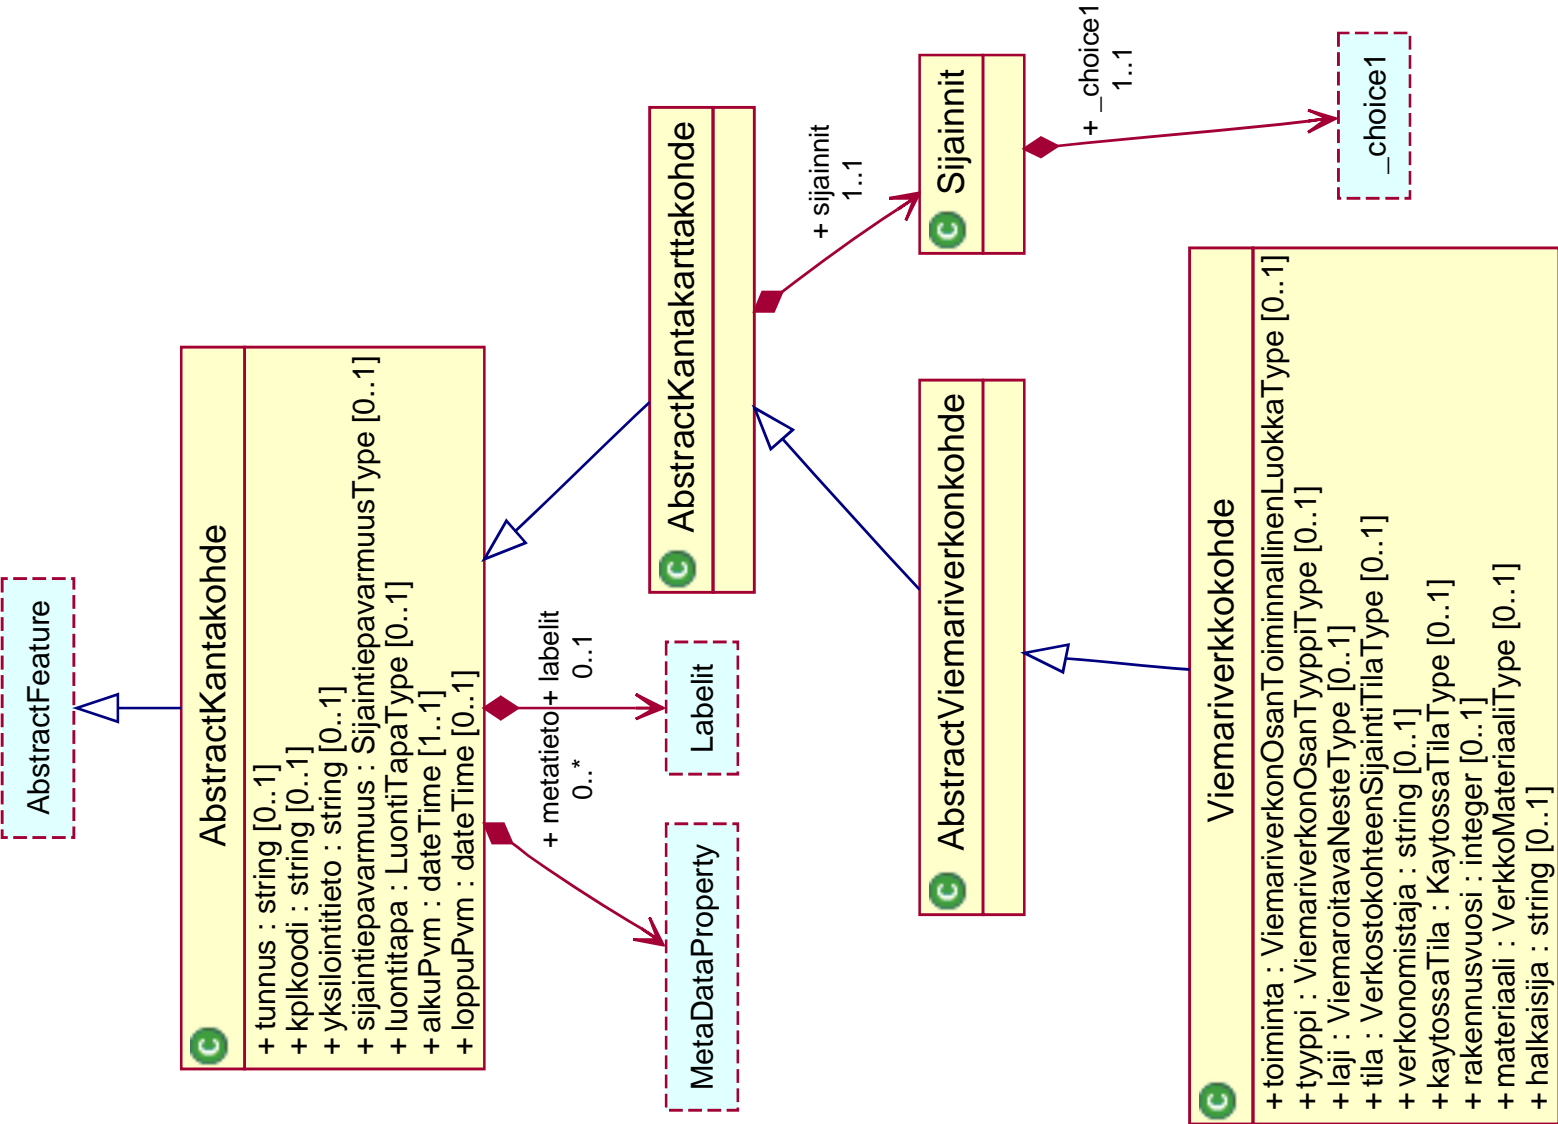 AbstractFeature
C AbstractKantakohde
+ tunnus : string [0..1]
+ kplkoodi : string [0..1]
+ yksilointitieto : string [0..1]
+ sijaintiepavarmuus : SijaintiepavarmuusType [0..1]
+ luontitapa : LuontiTapaType [0..1]
+ alkuPvm : dateTime [1..1]
+ loppuPvm : dateTime [0..1]
+ metatieto
0..*
+ labelit
0..1
MetaDataProperty
Labelit
C AbstractKantakarttakohde
+ sijainnit
1..1
C AbstractViemariverkonkohde
C Sijainnit
+ _choice1
1..1
C Viemariverkkokohde
+ toiminta : ViemariverkonOsanToiminnallinenLuokkaType [0..1]
+ tyyppi : ViemariverkonOsanTyyppiType [0..1]
+ laji : ViemaroitavaNesteType [0..1]
+ tila : VerkostokohteenSijaintiTilaType [0..1]
+ verkonomistaja : string [0..1]
+ kaytossaTila : KaytossaTilaType [0..1]
+ rakennusvuosi : integer [0..1]
+ materiaali : VerkkoMateriaaliType [0..1]
+ halkaisija : string [0..1]
_choice1